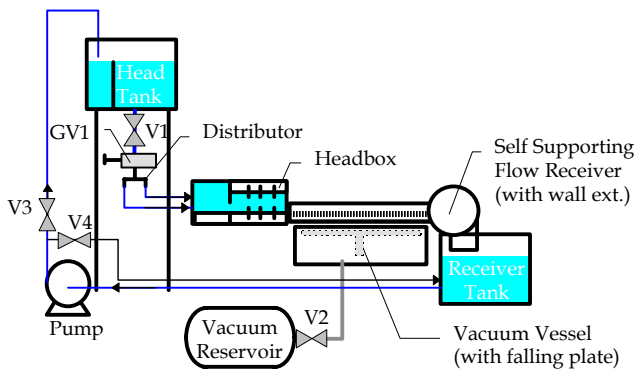 Head
Tank
GV1
V1
Distributor
Headbox
Self Supporting
Flow Receiver
(with wall ext.)
V3
V4
Receiver
Tank
Pump
Vacuum
Reservoir
V2
Vacuum Vessel
(with falling plate)